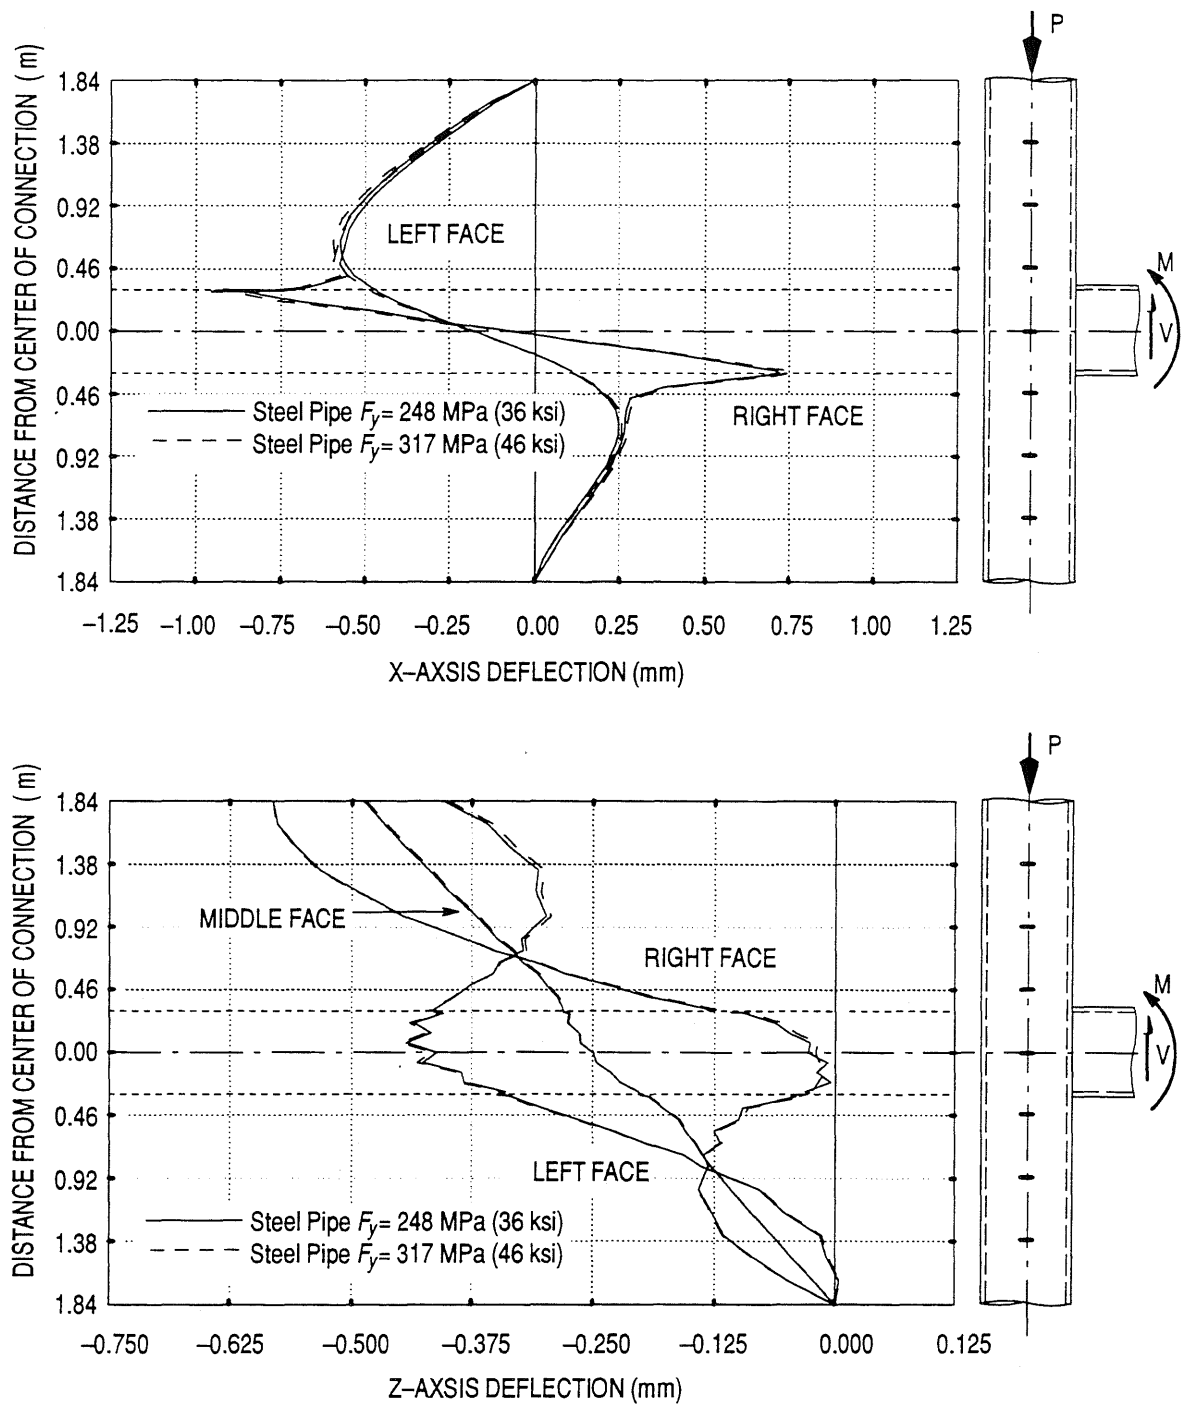 P
DISTANCE FROM CENTER OF CONNECTION (m)
1.84
1.38
0.92
0.46
0.00
0.46
0.92
1.38
1.84
LEFT FACE
RIGHT FACE
Steel Pipe Fy= 248 MPa (36 ksi)
Steel Pipe Fy= 317 MPa (46 ksi)
M
V
–1.25 –1.00 –0.75 –0.50 –0.25 0.00 0.25 0.50 0.75 1.00 1.25
X–AXSIS DEFLECTION (mm)
P
DISTANCE FROM CENTER OF CONNECTION (m)
1.84
1.38
0.92
0.46
0.00
0.46
0.92
1.38
1.84
MIDDLE FACE
RIGHT FACE
LEFT FACE
Steel Pipe Fy= 248 MPa (36 ksi)
Steel Pipe Fy= 317 MPa (46 ksi)
M
V
–0.750 –0.625 –0.500 –0.375 –0.250 –0.125 0.000 0.125
Z–AXSIS DEFLECTION (mm)